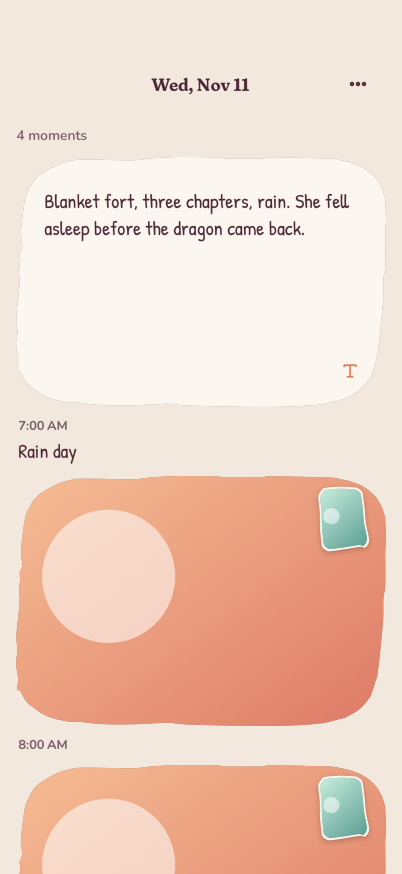 Wed, Nov 11
4 moments
Blanket fort, three chapters, rain. She fell
asleep before the dragon came back.
T
7:00 AM
Rain day
8:00 AM